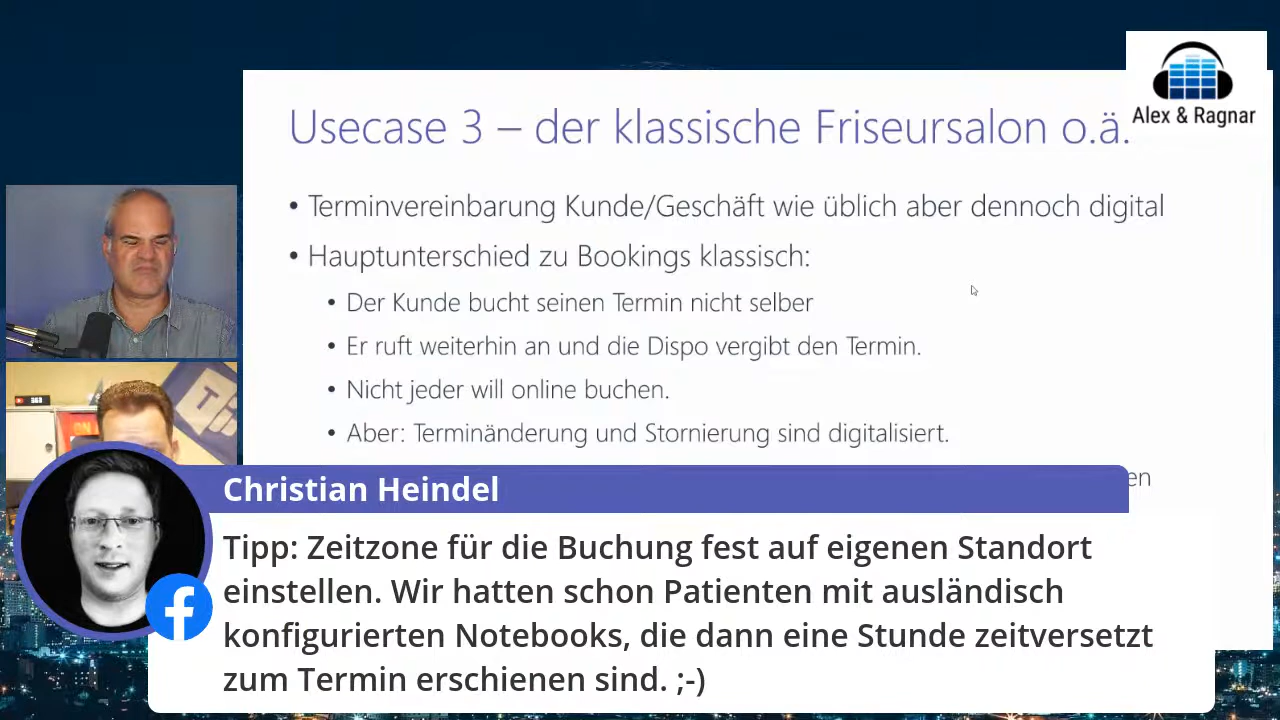 Alex & Ragnar
Usecase 3 – der klassische Friseursalon o.ä.
• Terminvereinbarung Kunde/Geschäft wie üblich aber dennoch digital
• Hauptunterschied zu Bookings klassisch:
• Der Kunde bucht seinen Termin nicht selber
• Er ruft weiterhin an und die Dispo vergibt den Termin.
• Nicht jeder will online buchen.
• Aber: Terminänderung und Stornierung sind digitalisiert.
en
Christian Heindel
Tipp: Zeitzone für die Buchung fest auf eigenen Standort
einstellen. Wir hatten schon Patienten mit ausländisch
konfigurierten Notebooks, die dann eine Stunde zeitversetzt
zum Termin erschienen sind. ;-)